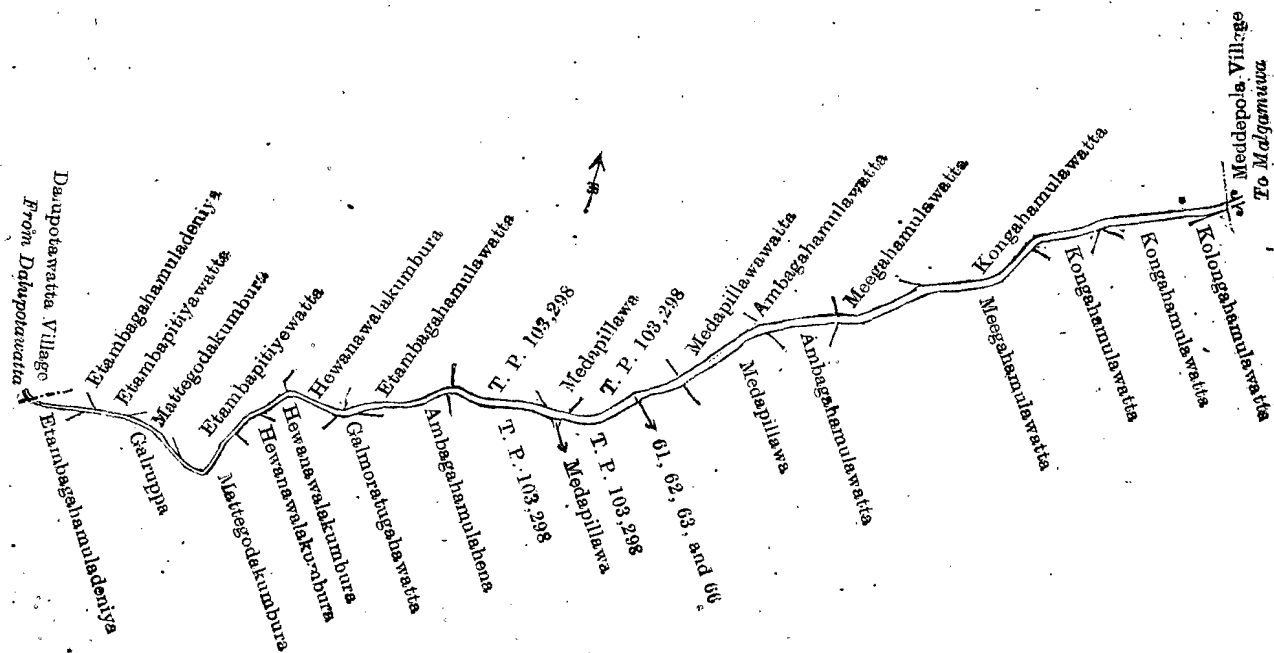 Dalupotawatta Village
From Dalupotawatta
Etambagahamuladeniya
Etambapitiyawatta
Mattegodakumbura
Etambapitiyewatta
Hewanawalakumbura
Etambagahamulawatta
T. P. 103,298
Medapillawa
T. P. 103,298
Medapillawawatta
Ambagahamulawatta
Meegahamulawatta
Kongahamulawatta
Meddepola Village
To Malgamuwa
Etambagahamuladeniya
Galruppa
Mattegodakumbura
Hewanawalakumbura
Hewanawalakumbura
Galmoratugahawatta
Ambagahamulahena
T. P. 103,298
Medapillawa
T. P. 103,298
61, 62, 63, and 66
Medapillawa
Ambagahamulawatta
Meegahamulawatta
Kongahamulawatta
Kongahamulawatta
Kolongahamulawatta